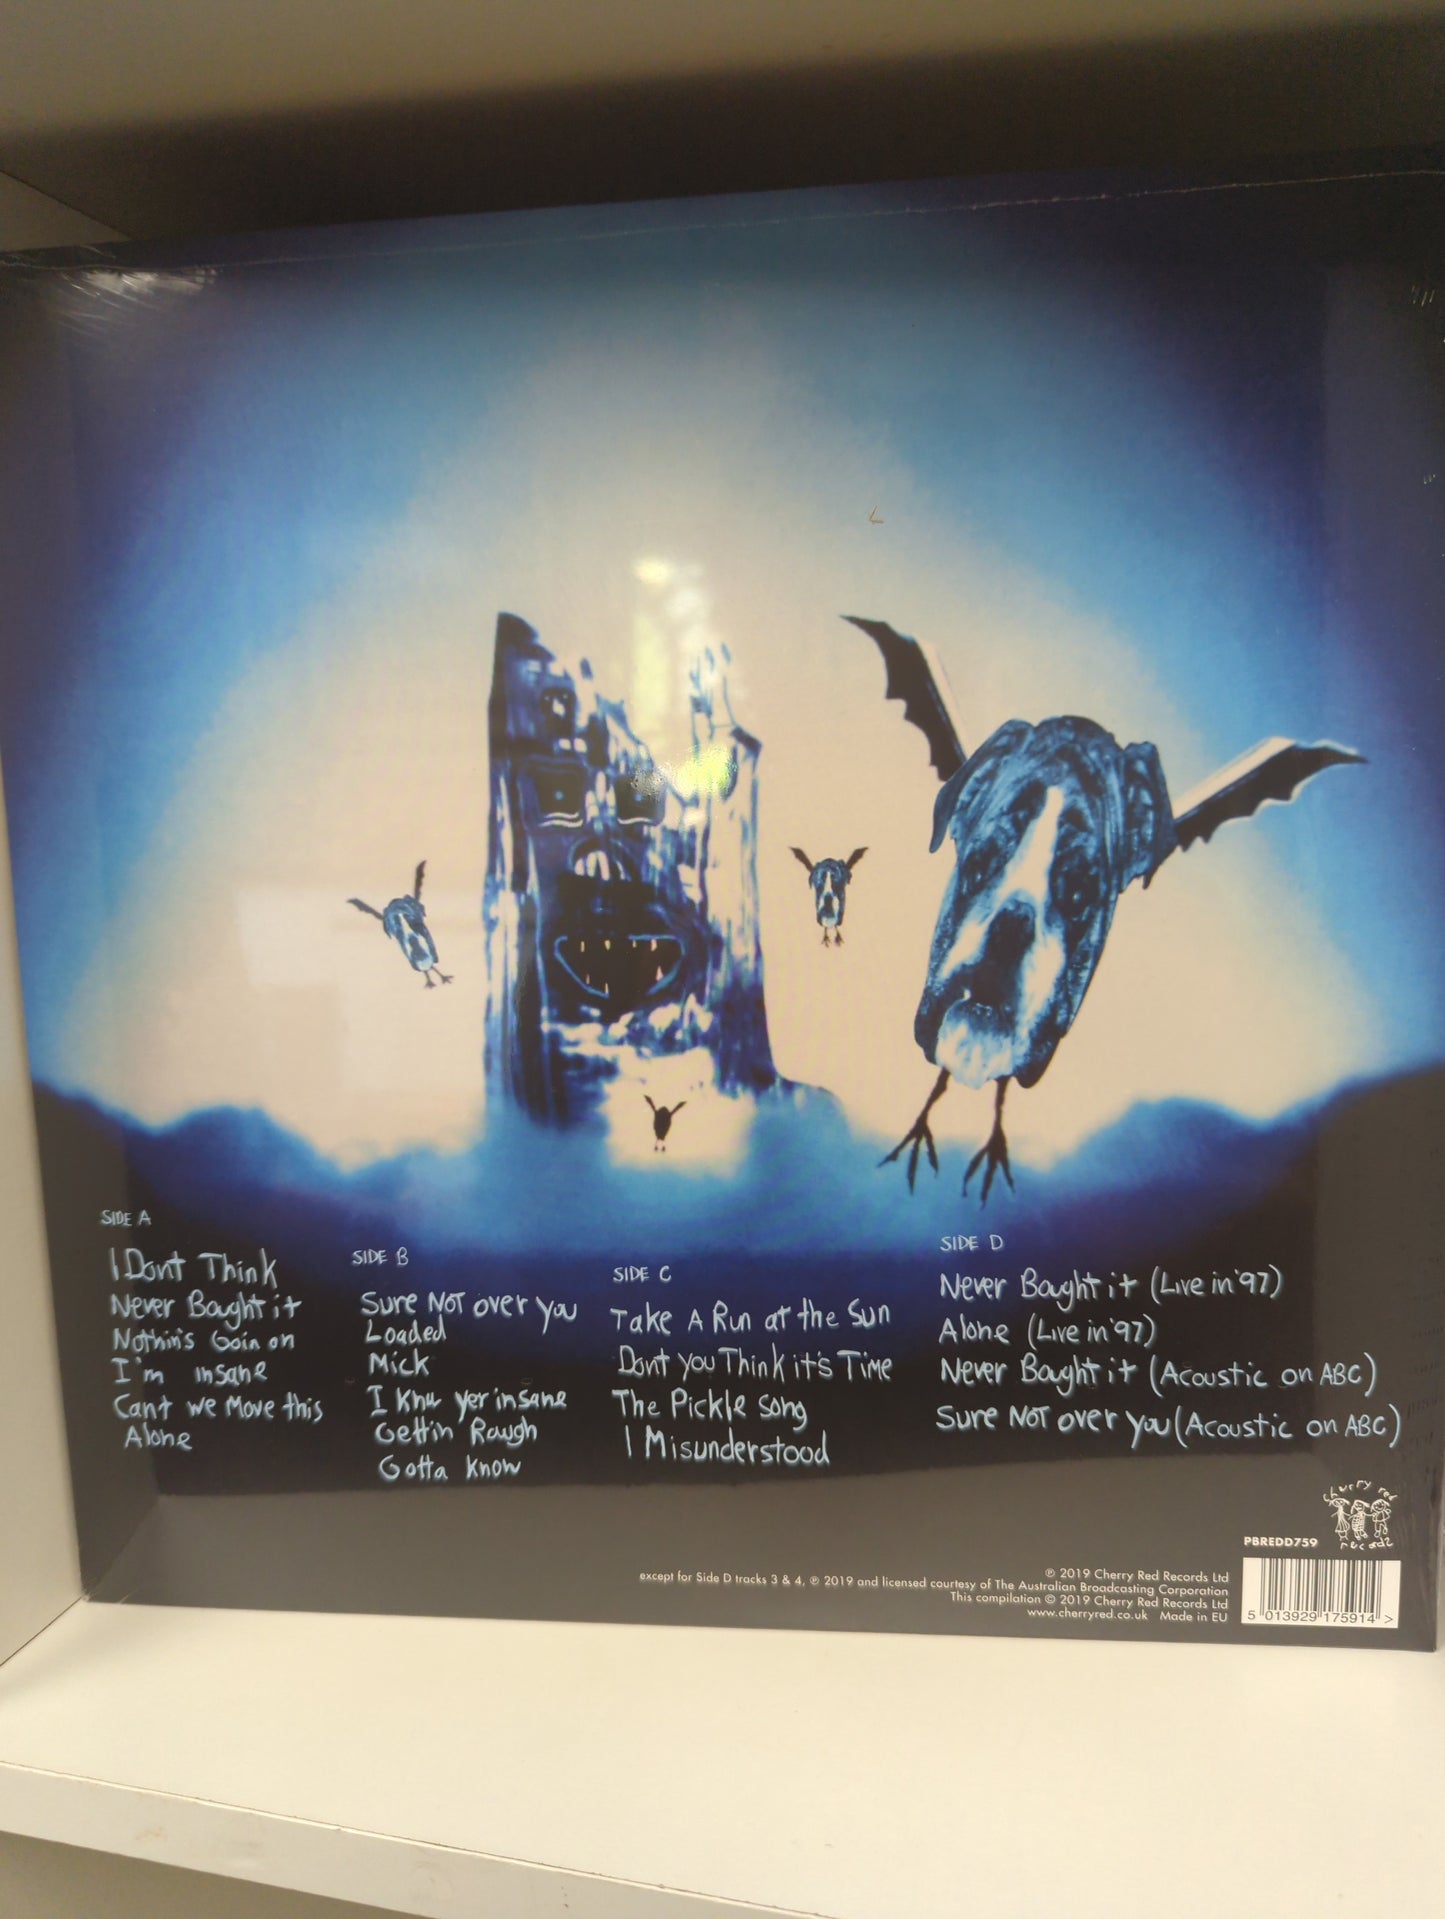 SIDE A
I Dont Think
Never Bought it
Nothin's Goin on
I'm insane
Cant we Move this
Alone
SIDE B
Sure NOT over you
Loaded
Mick
I Knu yer insane
Gettin Rough
Gotta Know
SIDE C
Take A Run at the Sun
Dont you Think it's Time
The Pickle Song
I Misunderstood
SIDE D
Never Bought it (Live in '97)
Alone (Live in '97)
Never Bought it (Acoustic on ABC)
Sure NOT over you (Acoustic on ABC)
cherry red
records
PBREDD759
℗ 2019 Cherry Red Records Ltd
except for Side D tracks 3 & 4, ℗ 2019 and licensed courtesy of The Australian Broadcasting Corporation
This compilation © 2019 Cherry Red Records Ltd
www.cherryred.co.uk Made in EU
5 013929 175914 >